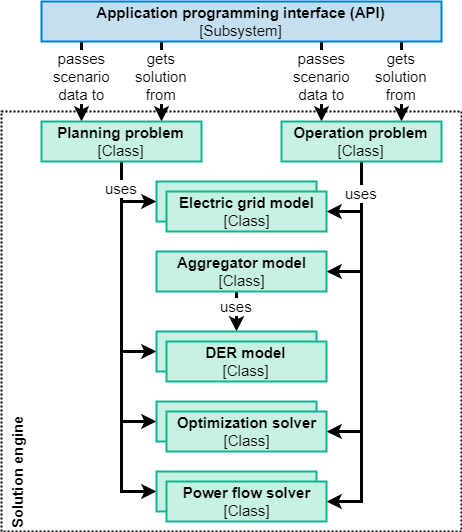 Application programming interface (API)
[Subsystem]
passes
scenario
data to
gets
solution
from
passes
scenario
data to
gets
solution
from
Planning problem
[Class]
Operation problem
[Class]
uses
uses
Electric grid model
[Class]
Aggregator model
[Class]
uses
DER model
[Class]
Optimization solver
[Class]
Power flow solver
[Class]
Solution engine